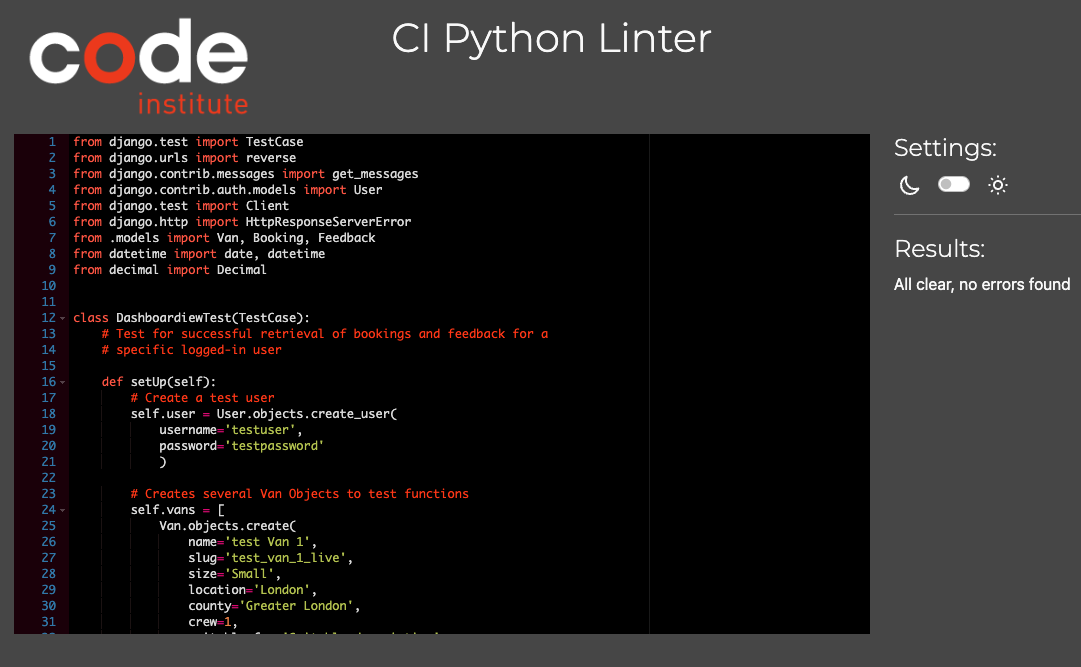 code
institute
CI Python Linter
1 from django.test import TestCase
2 from django.urls import reverse
3 from django.contrib.messages import get_messages
4 from django.contrib.auth.models import User
5 from django.test import Client
6 from django.http import HttpResponseServerError
7 from .models import Van, Booking, Feedback
8 from datetime import date, datetime
9 from decimal import Decimal
10
11
12 class DashboardiewTest(TestCase):
13 # Test for successful retrieval of bookings and feedback for a
14 # specific logged-in user
15
16 def setUp(self):
17 # Create a test user
18 self.user = User.objects.create_user(
19 username='testuser',
20 password='testpassword'
21 )
22
23 # Creates several Van Objects to test functions
24 self.vans = [
25 Van.objects.create(
26 name='test Van 1',
27 slug='test_van_1_live',
28 size='Small',
29 location='London',
30 county='Greater London',
31 crew=1,
Settings:
Results:
All clear, no errors found